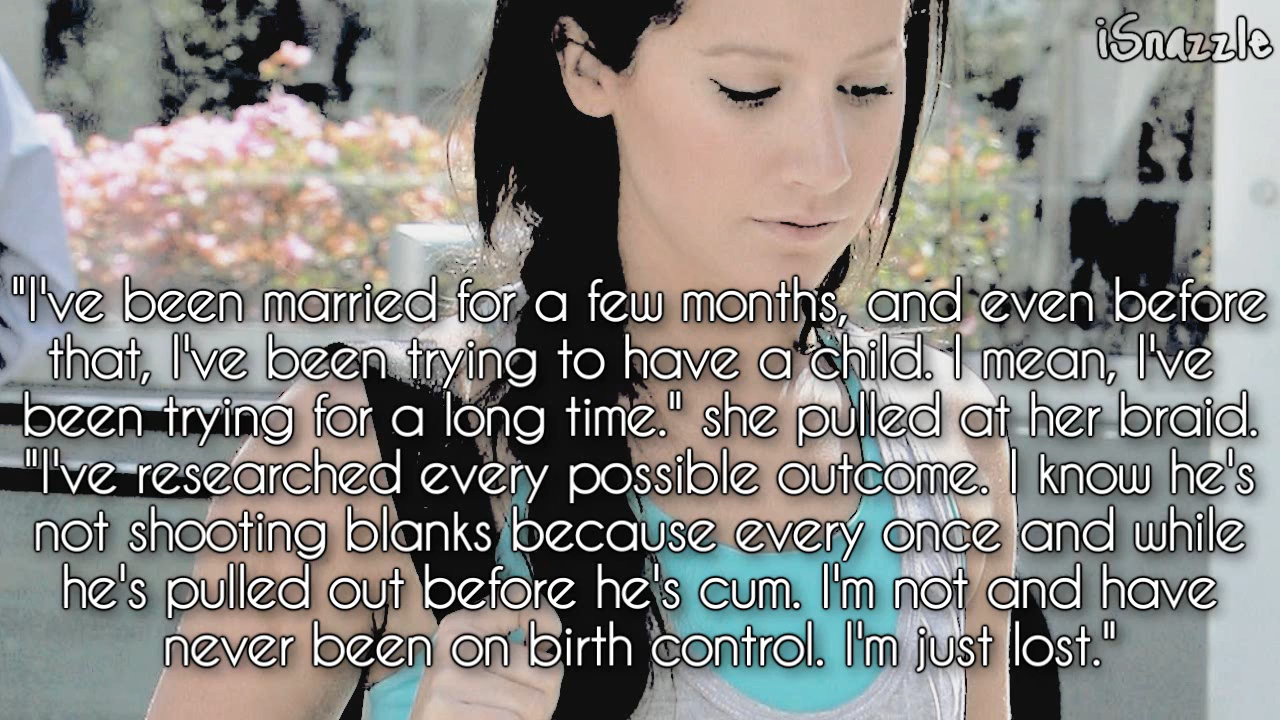 iSnazzle
"I've been married for a few months, and even before
that, I've been trying to have a child. I mean, I've
been trying for a long time." she pulled at her braid.
"I've researched every possible outcome. I know he's
not shooting blanks because every once and while
he's pulled out before he's cum. I'm not and have
never been on birth control. I'm just lost."